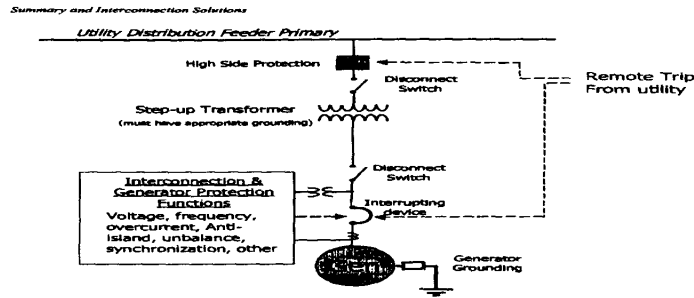 Summary and Interconnection Solutions
Utility Distribution Feeder Primary
High Side Protection
Disconnect
Switch
Remote Trip
From utility
Step-up Transformer
(must have appropriate grounding)
Disconnect
Switch
Interconnection &
Generator Protection
Functions
Voltage, frequency,
overcurrent, Anti-
island, unbalance,
synchronization, other
Interrupting
device
Gen
Generator
Grounding